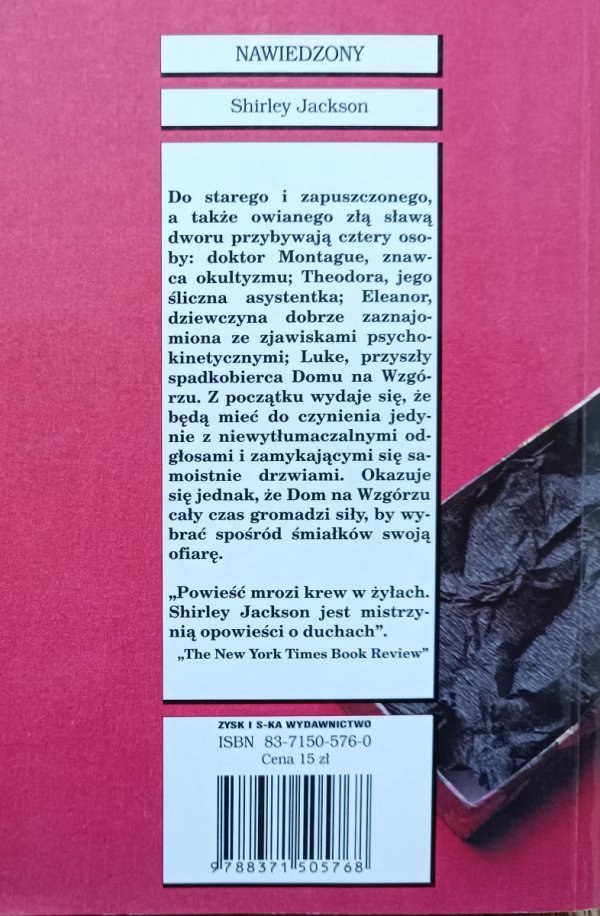 NAWIEDZONY
Shirley Jackson
Do starego i zapuszczonego,
a także owianego złą sławą
dworu przybywają cztery oso-
by: doktor Montague, znaw-
ca okultyzmu; Theodora, jego
śliczna asystentka; Eleanor,
dziewczyna dobrze zaznajo-
miona ze zjawiskami psycho-
kinetycznymi; Luke, przyszły
spadkobierca Domu na Wzgó-
rzu. Z początku wydaje się, że
będą mieć do czynienia jedy-
nie z niewytłumaczalnymi od-
głosami i zamykającymi się sa-
moistnie drzwiami. Okazuje
się jednak, że Dom na Wzgórzu
cały czas gromadzi siły, by wy-
brać spośród śmiałków swoją
ofiarę.
„Powieść mrozi krew w żyłach.
Shirley Jackson jest mistrzy-
nią opowieści o duchach”.
„The New York Times Book Review”
ZYSK I S-KA WYDAWNICTWO
ISBN 83-7150-576-0
Cena 15 zł
9788371505768